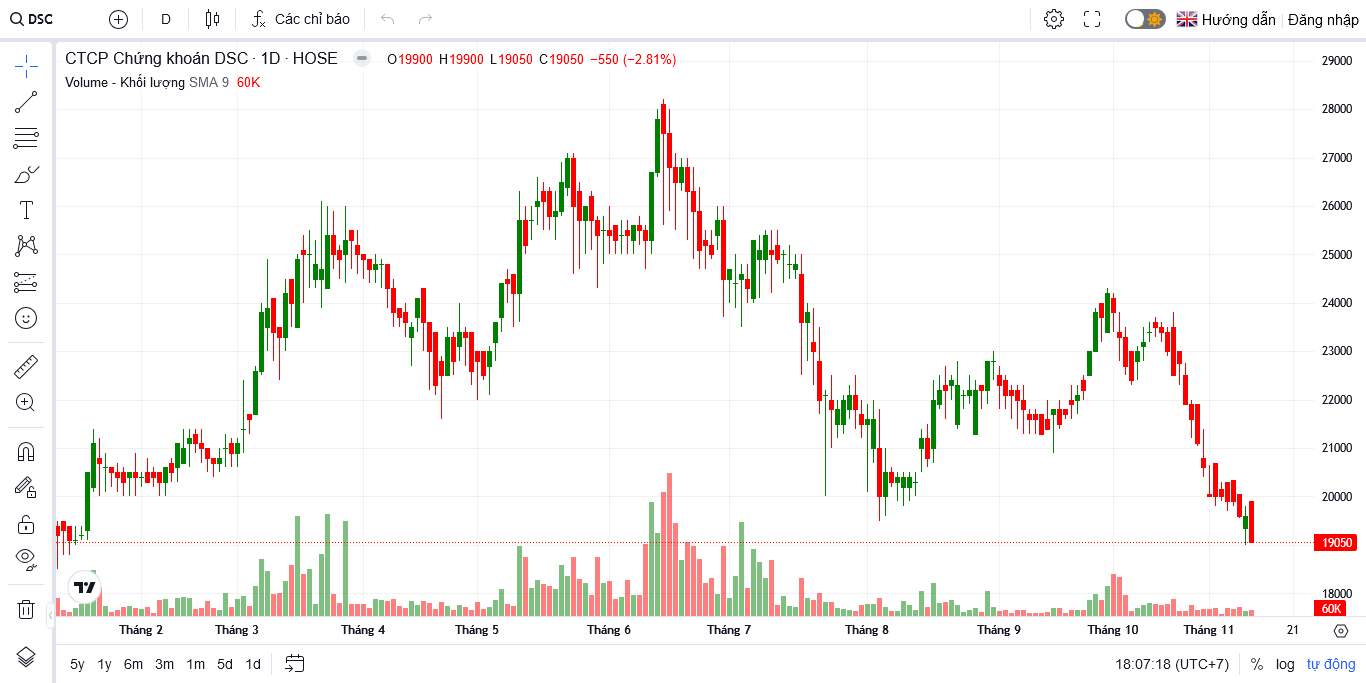 DSC D Các chỉ báo Hướng dẫn Đăng nhập
CTCP Chứng khoán DSC · 1D · HOSE O19900 H19900 L19050 C19050 −550 (−2.81%)
Volume - Khối lượng SMA 9 60K
29000
28000
27000
26000
25000
24000
23000
22000
21000
20000
19050
18000
60K
Tháng 2 Tháng 3 Tháng 4 Tháng 5 Tháng 6 Tháng 7 Tháng 8 Tháng 9 Tháng 10 Tháng 11 21
5y 1y 6m 3m 1m 5d 1d 18:07:18 (UTC+7) % log tự động